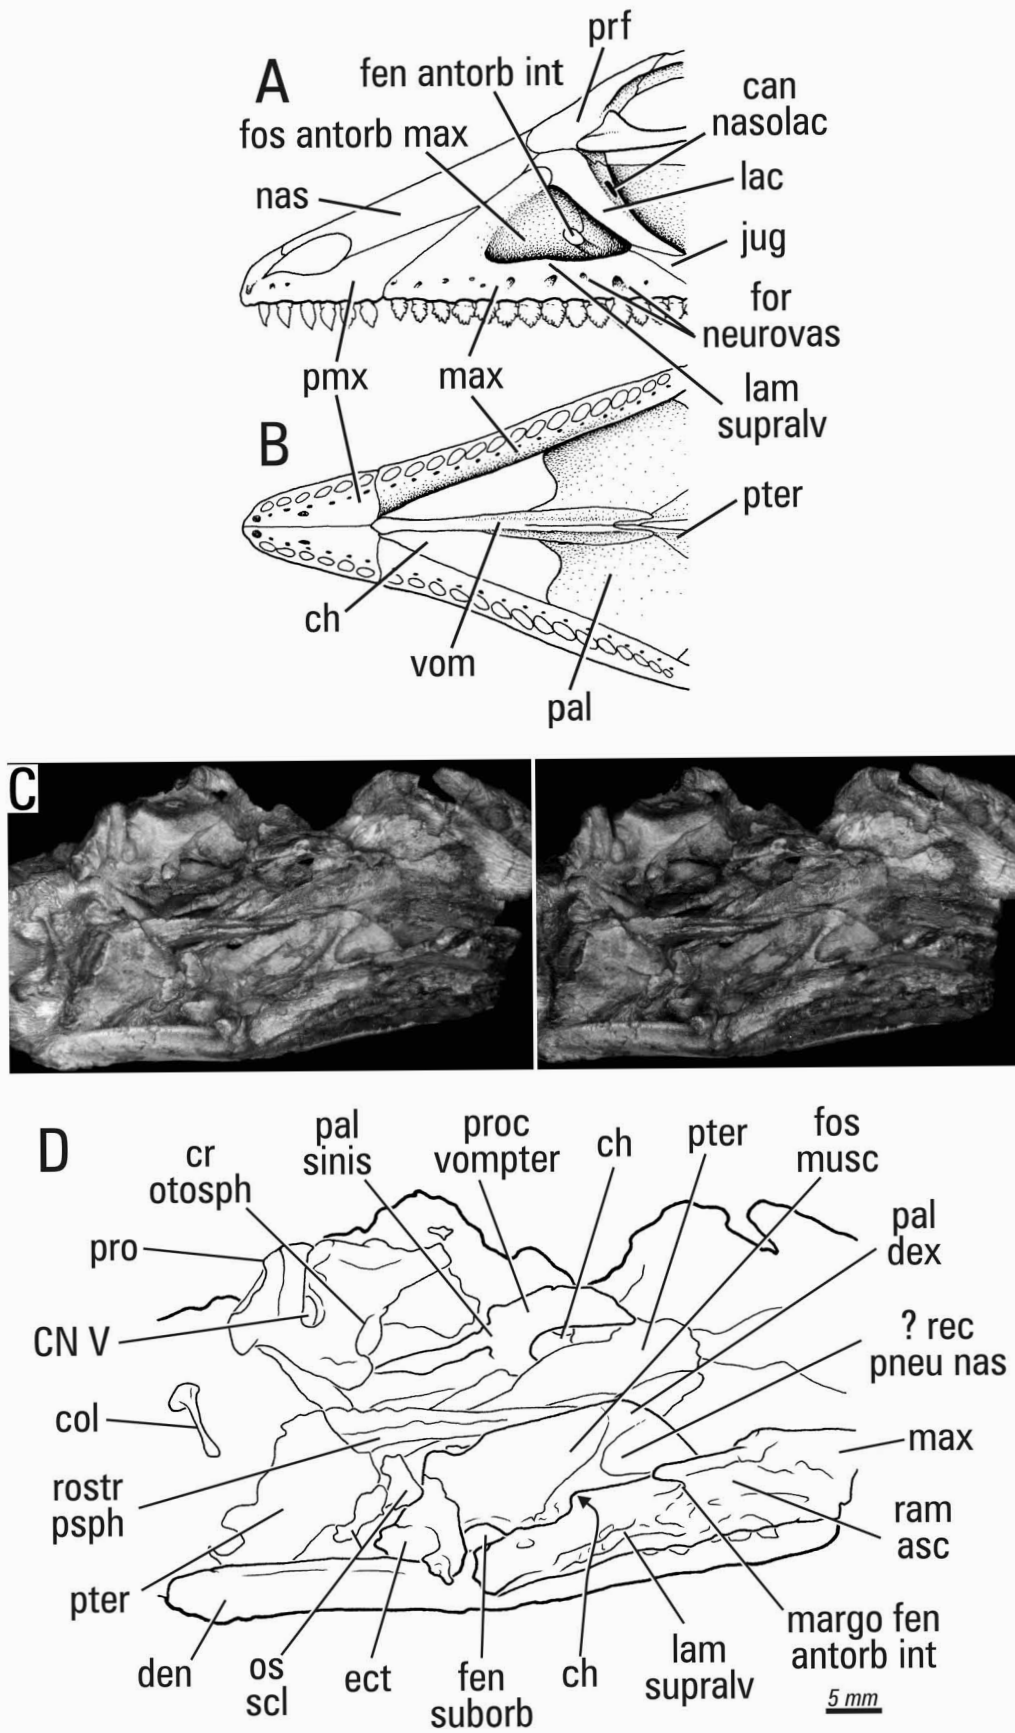 A
prf
fen antorb int
can
nasolac
fos antorb max
lac
nas
jug
for
neurovas
pmx
max
lam
supralv
B
pter
ch
vom
pal
C
D
cr
otosph
pal
sinis
proc
vompter
ch
pter
fos
musc
pal
dex
pro
CN V
? rec
pneu nas
col
max
rostr
psph
ram
asc
pter
den
os
scl
ect
fen
suborb
ch
lam
supralv
margo fen
antorb int
5 mm